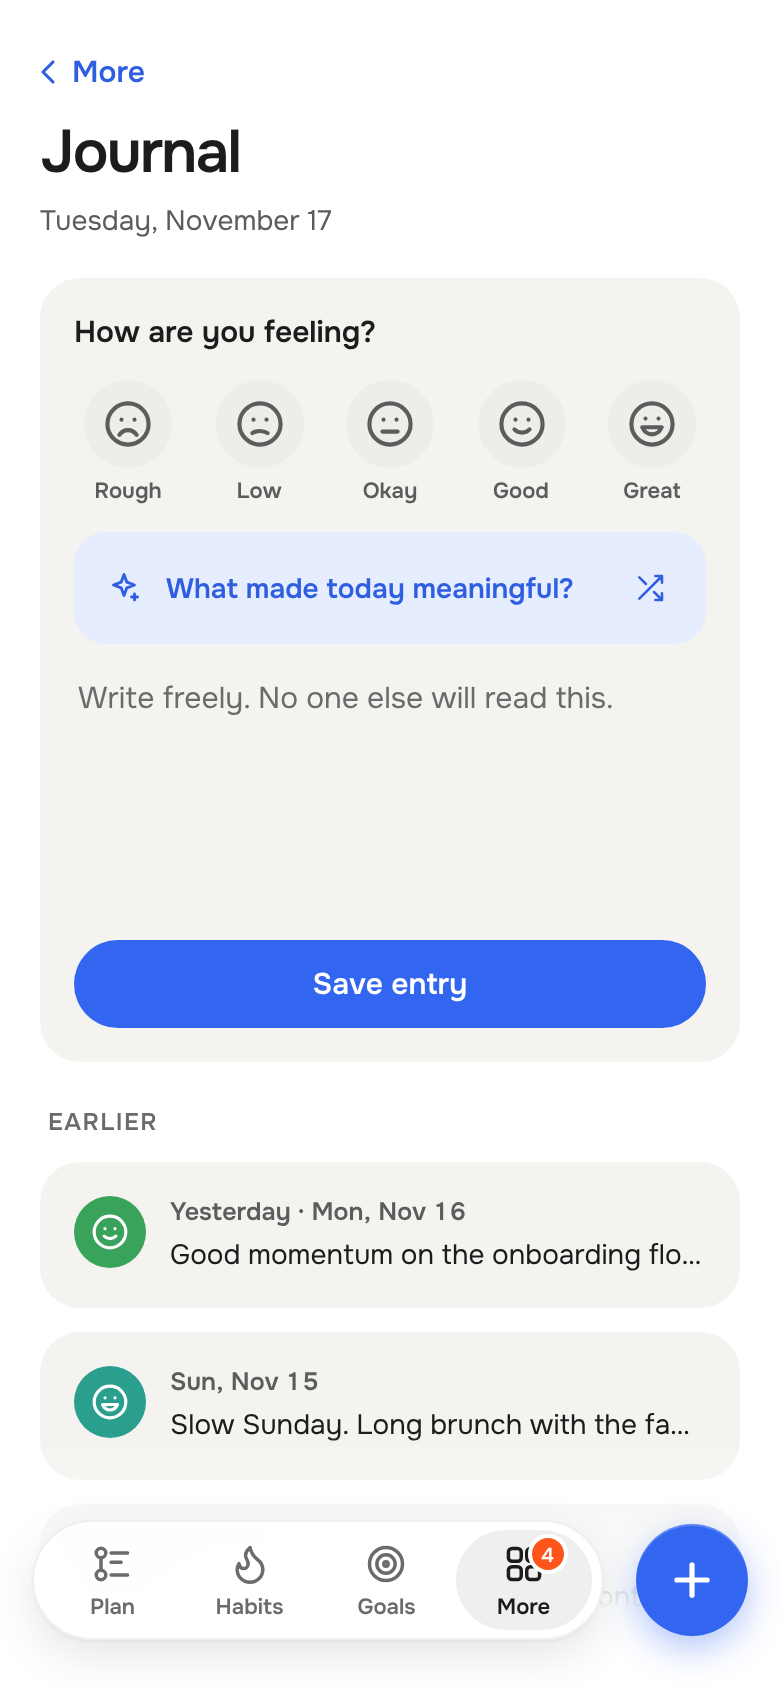 More
Journal
Tuesday, November 17
How are you feeling?
Rough Low Okay Good Great
What made today meaningful?
Write freely. No one else will read this.
Save entry
EARLIER
Yesterday · Mon, Nov 16
Good momentum on the onboarding flo...
Sun, Nov 15
Slow Sunday. Long brunch with the fa...
4
Plan Habits Goals More